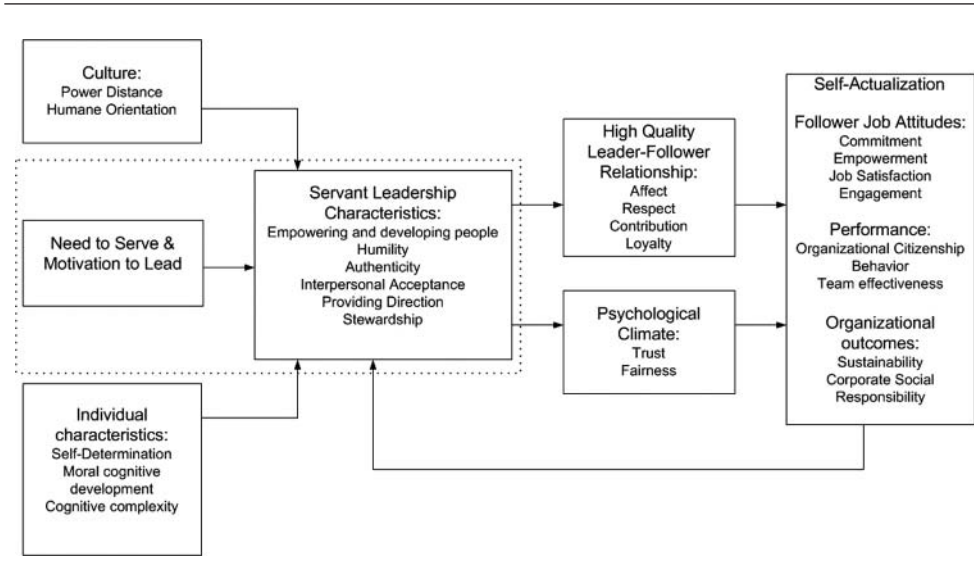 Culture:
Power Distance
Humane Orientation
Need to Serve &
Motivation to Lead
Individual
characteristics:
Self-Determination
Moral cognitive
development
Cognitive complexity
Servant Leadership
Characteristics:
Empowering and developing people
Humility
Authenticity
Interpersonal Acceptance
Providing Direction
Stewardship
High Quality
Leader-Follower
Relationship:
Affect
Respect
Contribution
Loyalty
Psychological
Climate:
Trust
Fairness
Self-Actualization
Follower Job Attitudes:
Commitment
Empowerment
Job Satisfaction
Engagement
Performance:
Organizational Citizenship
Behavior
Team effectiveness
Organizational
outcomes:
Sustainability
Corporate Social
Responsibility